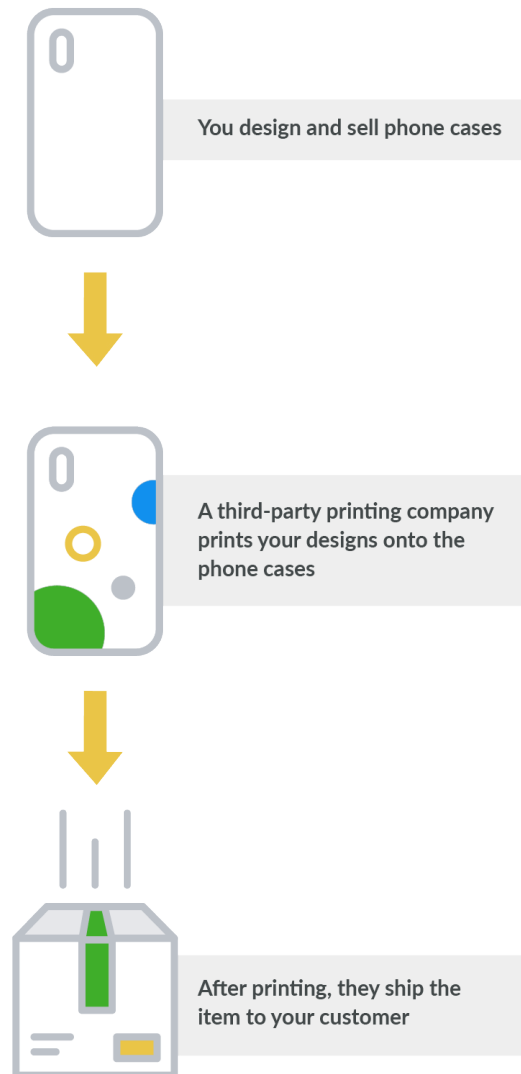 You design and sell phone cases
A third-party printing company
prints your designs onto the
phone cases
After printing, they ship the
item to your customer